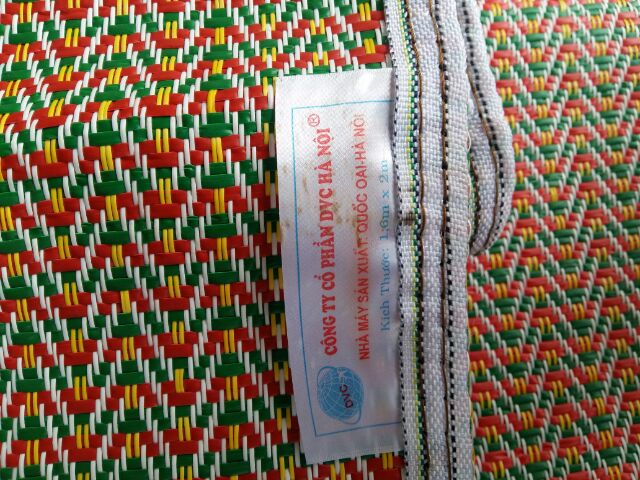 CÔNG TY CỔ PHẦN DVC HÀ NỘI®
NHÀ MÁY SẢN XUẤT: QUỐC OAI-HÀ NỘI
Kích Thước: 1,6m x 2m
DVC